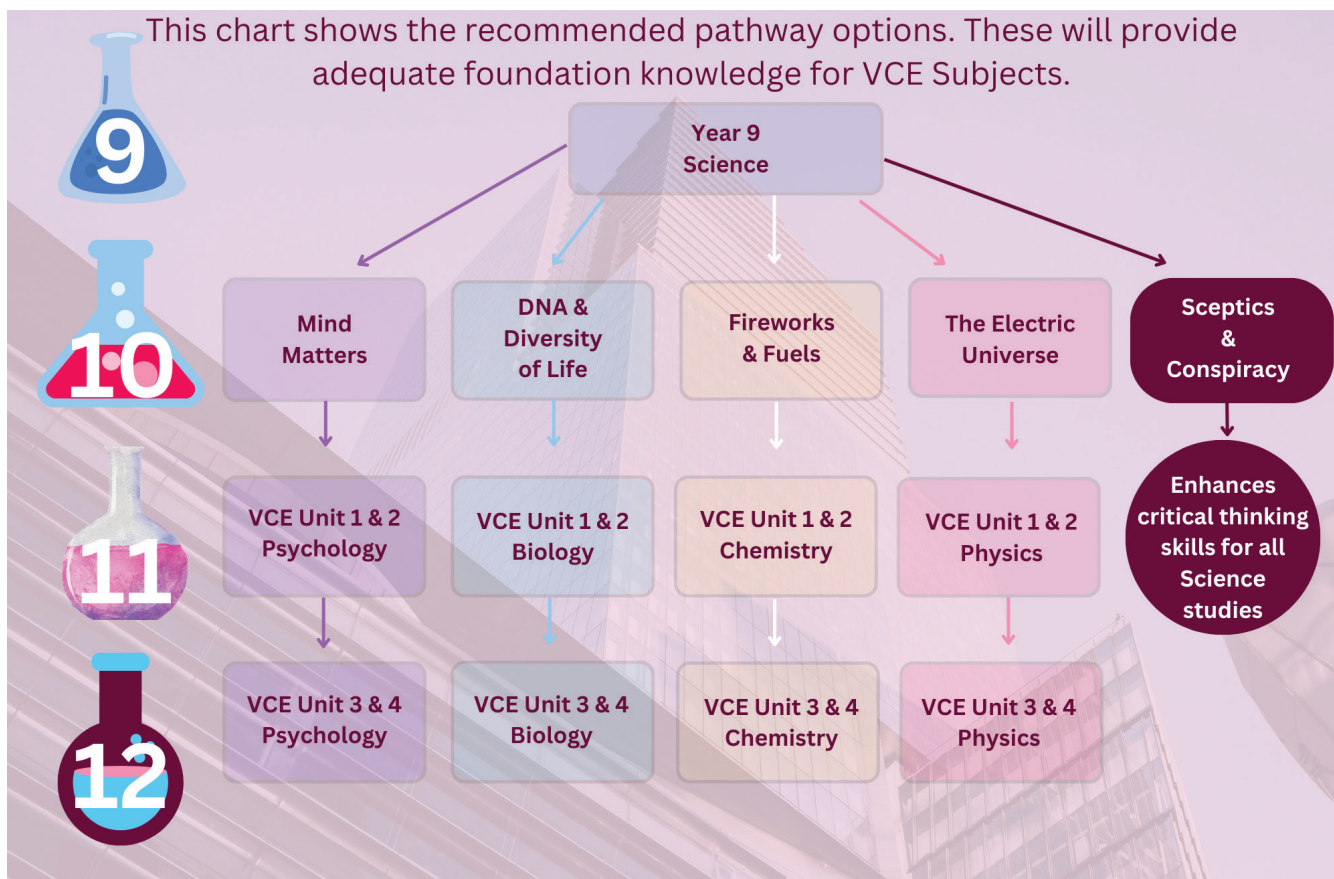 This chart shows the recommended pathway options. These will provide
adequate foundation knowledge for VCE Subjects.
9
Year 9
Science
10
Mind
Matters
DNA &
Diversity
of Life
Fireworks
& Fuels
The Electric
Universe
Sceptics
&
Conspiracy
11
VCE Unit 1 & 2
Psychology
VCE Unit 1 & 2
Biology
VCE Unit 1 & 2
Chemistry
VCE Unit 1 & 2
Physics
Enhances
critical thinking
skills for all
Science
studies
12
VCE Unit 3 & 4
Psychology
VCE Unit 3 & 4
Biology
VCE Unit 3 & 4
Chemistry
VCE Unit 3 & 4
Physics